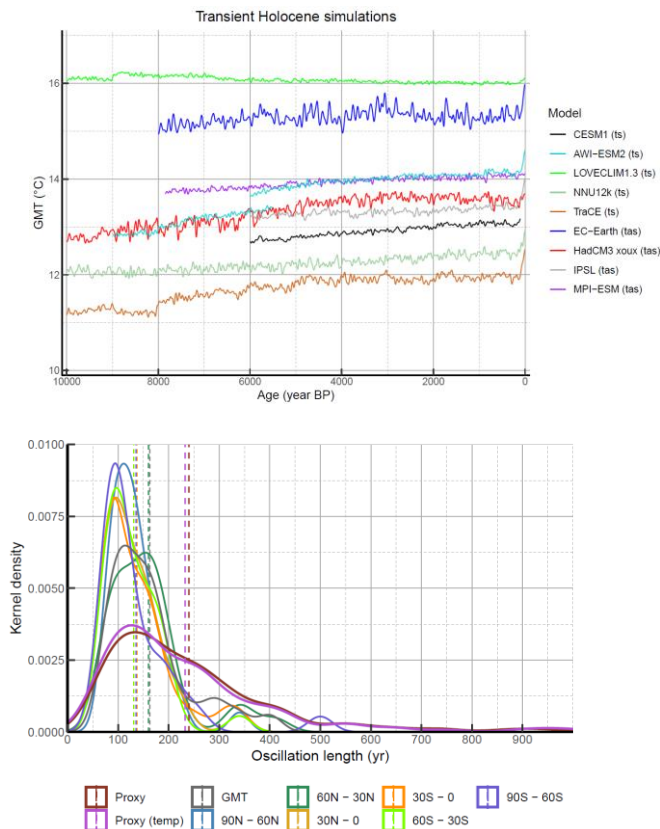 Transient Holocene simulations
16
14
12
10
GMT (°C)
10000 8000 6000 4000 2000 0
Age (year BP)
Model
CESM1 (ts)
AWI−ESM2 (ts)
LOVECLIM1.3 (ts)
NNU12k (ts)
TraCE (ts)
EC−Earth (tas)
HadCM3 xoux (tas)
IPSL (tas)
MPI−ESM (tas)
0.0100
0.0075
0.0050
0.0025
0.0000
Kernel density
0 100 200 300 400 500 600 700 800 900
Oscillation length (yr)
Proxy GMT 60N − 30N 30S − 0 90S − 60S
Proxy (temp) 90N − 60N 30N − 0 60S − 30S